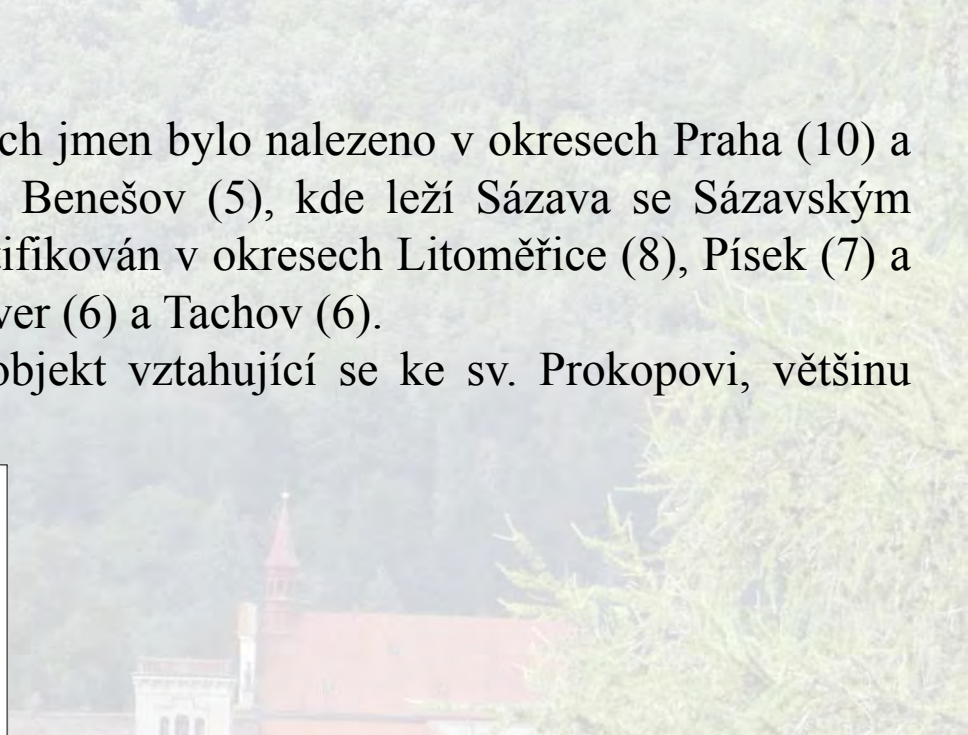 ch jmen bylo nalezeno v okresech Praha (10) a
Benešov (5), kde leží Sázava se Sázavským
tifikován v okresech Litoměřice (8), Písek (7) a
ver (6) a Tachov (6).
objekt vztahující se ke sv. Prokopovi, většinu